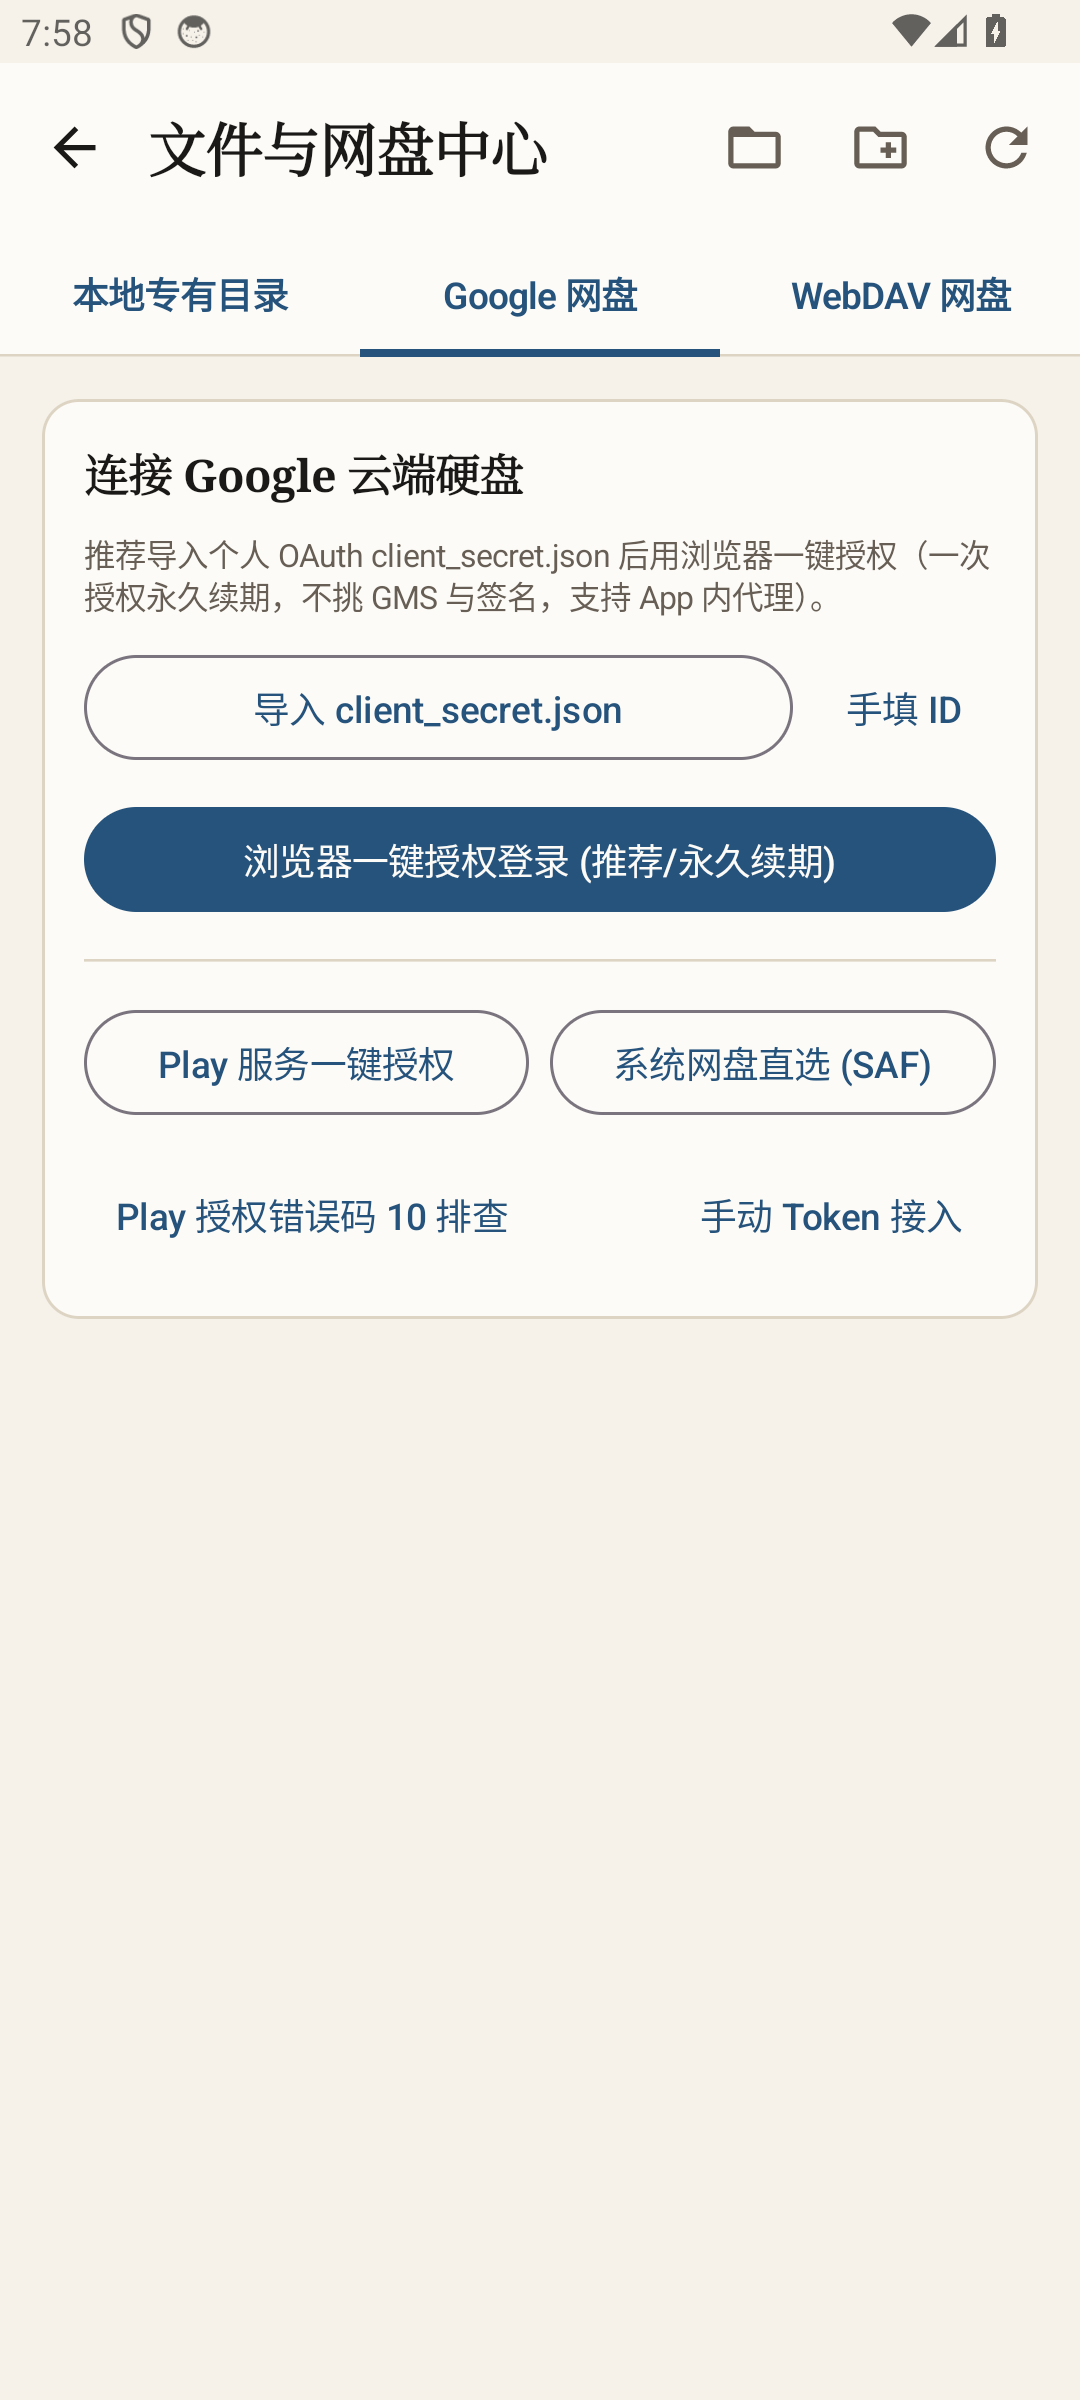 7:58
文件与网盘中心
本地专有目录
Google 网盘
WebDAV 网盘
连接 Google 云端硬盘
推荐导入个人 OAuth client_secret.json 后用浏览器一键授权（一次
授权永久续期，不挑 GMS 与签名，支持 App 内代理）。
导入 client_secret.json
手填 ID
浏览器一键授权登录 (推荐/永久续期)
Play 服务一键授权
系统网盘直选 (SAF)
Play 授权错误码 10 排查
手动 Token 接入